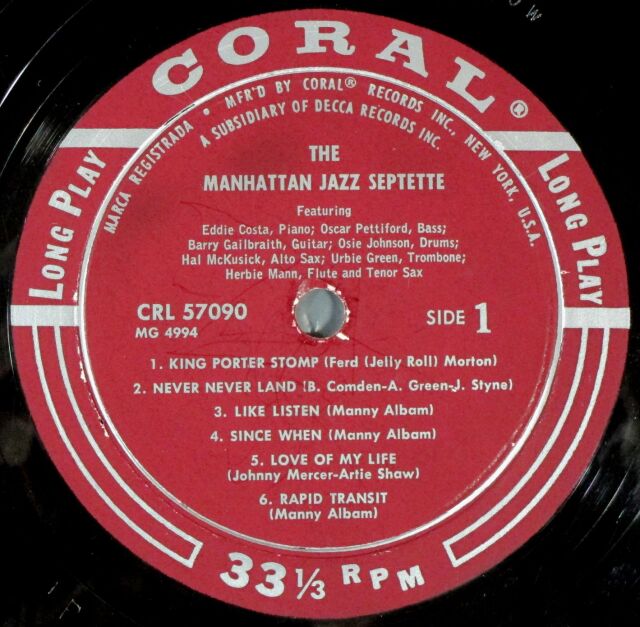 CORAL®
MARCA REGISTRADA • MFR'D BY CORAL® RECORDS INC., NEW YORK, U.S.A.
A SUBSIDIARY OF DECCA RECORDS INC.
LONG PLAY
LONG PLAY
THE
MANHATTAN JAZZ SEPTETTE
Featuring
Eddie Costa, Piano; Oscar Pettiford, Bass;
Barry Gailbraith, Guitar; Osie Johnson, Drums;
Hal McKusick, Alto Sax; Urbie Green, Trombone;
Herbie Mann, Flute and Tenor Sax
CRL 57090
MG 4994
SIDE 1
1. KING PORTER STOMP (Ferd (Jelly Roll) Morton)
2. NEVER NEVER LAND (B. Comden-A. Green-J. Styne)
3. LIKE LISTEN (Manny Albam)
4. SINCE WHEN (Manny Albam)
5. LOVE OF MY LIFE
(Johnny Mercer-Artie Shaw)
6. RAPID TRANSIT
(Manny Albam)
33 1/3 RPM